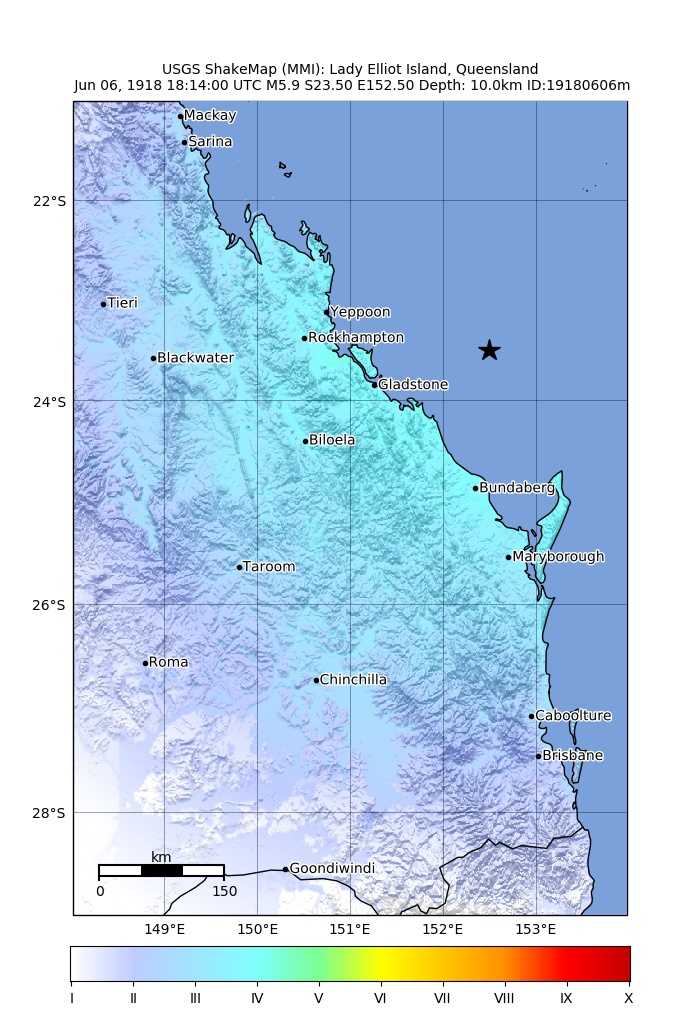 USGS ShakeMap (MMI): Lady Elliot Island, Queensland
Jun 06, 1918 18:14:00 UTC M5.9 S23.50 E152.50 Depth: 10.0km ID:19180606m
Mackay
Sarina
22°S
Tieri
Yeppoon
Rockhampton
Blackwater
Gladstone
24°S
Biloela
Bundaberg
Maryborough
Taroom
26°S
Roma
Chinchilla
Caboolture
Brisbane
28°S
km
Goondiwindi
0 150
149°E 150°E 151°E 152°E 153°E
I II III IV V VI VII VIII IX X